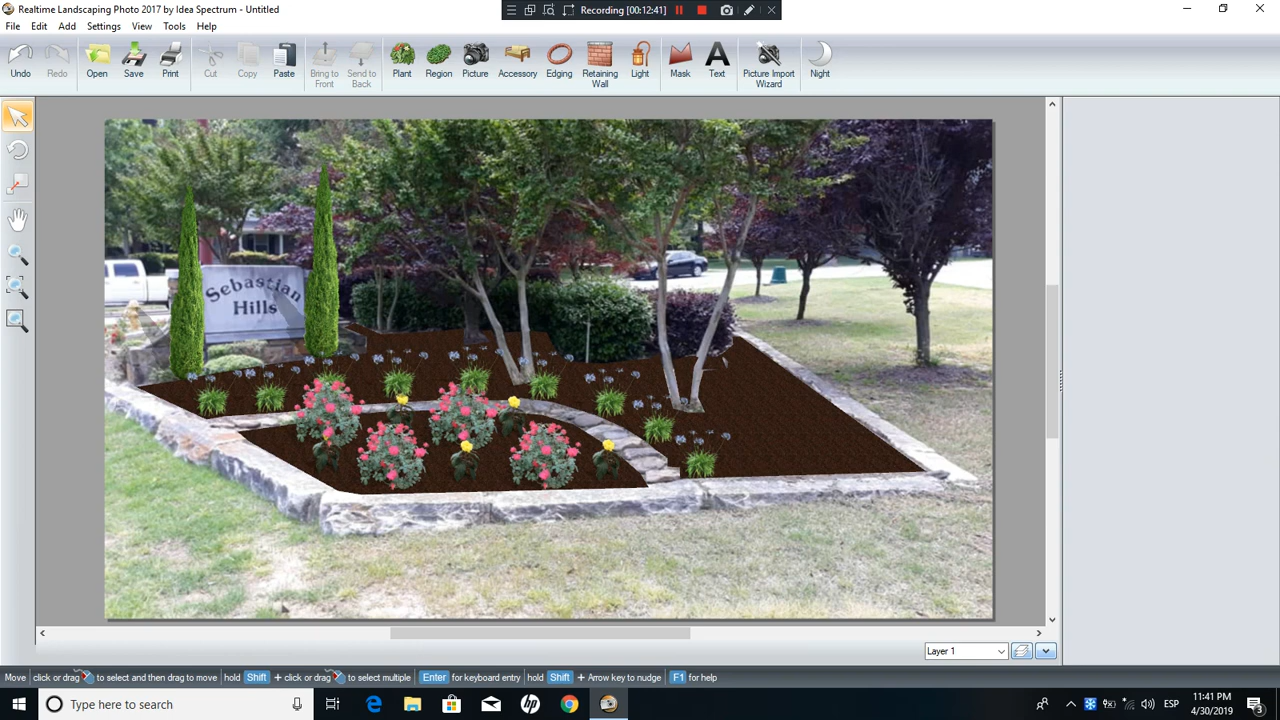 Realtime Landscaping Photo 2017 by Idea Spectrum - Untitled
Recording [00:12:41]
File Edit Add Settings View Tools Help
Undo Redo Open Save Print Cut Copy Paste Bring to Front Send to Back Plant Region Picture Accessory Edging Retaining Wall Light Mask Text Picture Import Wizard Night
Sebastian
Hills
Layer 1
Move click or drag to select and then drag to move hold Shift + click or drag to select multiple Enter for keyboard entry hold Shift + Arrow key to nudge F1 for help
Type here to search
ESP
11:41 PM
4/30/2019
3